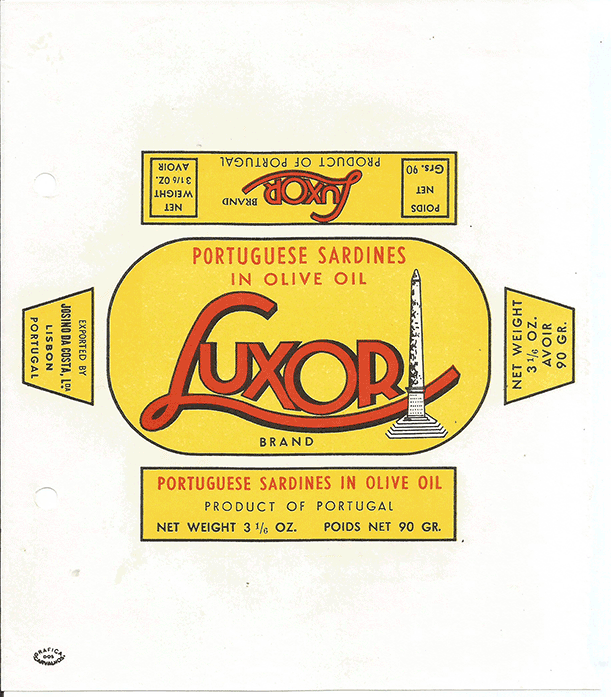 NET
WEIGHT
3 1/6 OZ.
AVOIR
PRODUCT OF PORTUGAL
LUXOR BRAND
POIDS
NET
Grs. 90
PORTUGUESE SARDINES
IN OLIVE OIL
LUXOR
BRAND
EXPORTED BY
JOSINO DA COSTA, LDA.
LISBON
PORTUGAL
NET WEIGHT
3 1/6 OZ.
AVOIR
90 GR.
PORTUGUESE SARDINES IN OLIVE OIL
PRODUCT OF PORTUGAL
NET WEIGHT 3 1/6 OZ. POIDS NET 90 GR.
GRAFICA
DOS
CARVALHOS